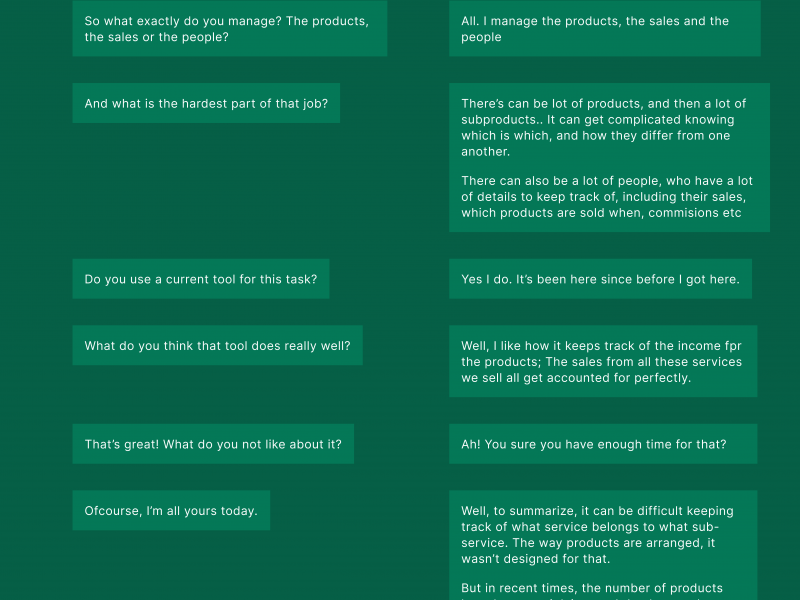 So what exactly do you manage? The products,
the sales or the people?
All. I manage the products, the sales and the
people
And what is the hardest part of that job?
There's can be lot of products, and then a lot of
subproducts.. It can get complicated knowing
which is which, and how they differ from one
another.
There can also be a lot of people, who have a lot
of details to keep track of, including their sales,
which products are sold when, commisions etc
Do you use a current tool for this task?
Yes I do. It's been here since before I got here.
What do you think that tool does really well?
Well, I like how it keeps track of the income fpr
the products; The sales from all these services
we sell all get accounted for perfectly.
That's great! What do you not like about it?
Ah! You sure you have enough time for that?
Ofcourse, I'm all yours today.
Well, to summarize, it can be difficult keeping
track of what service belongs to what sub-
service. The way products are arranged, it
wasn't designed for that.
But in recent times, the number of products